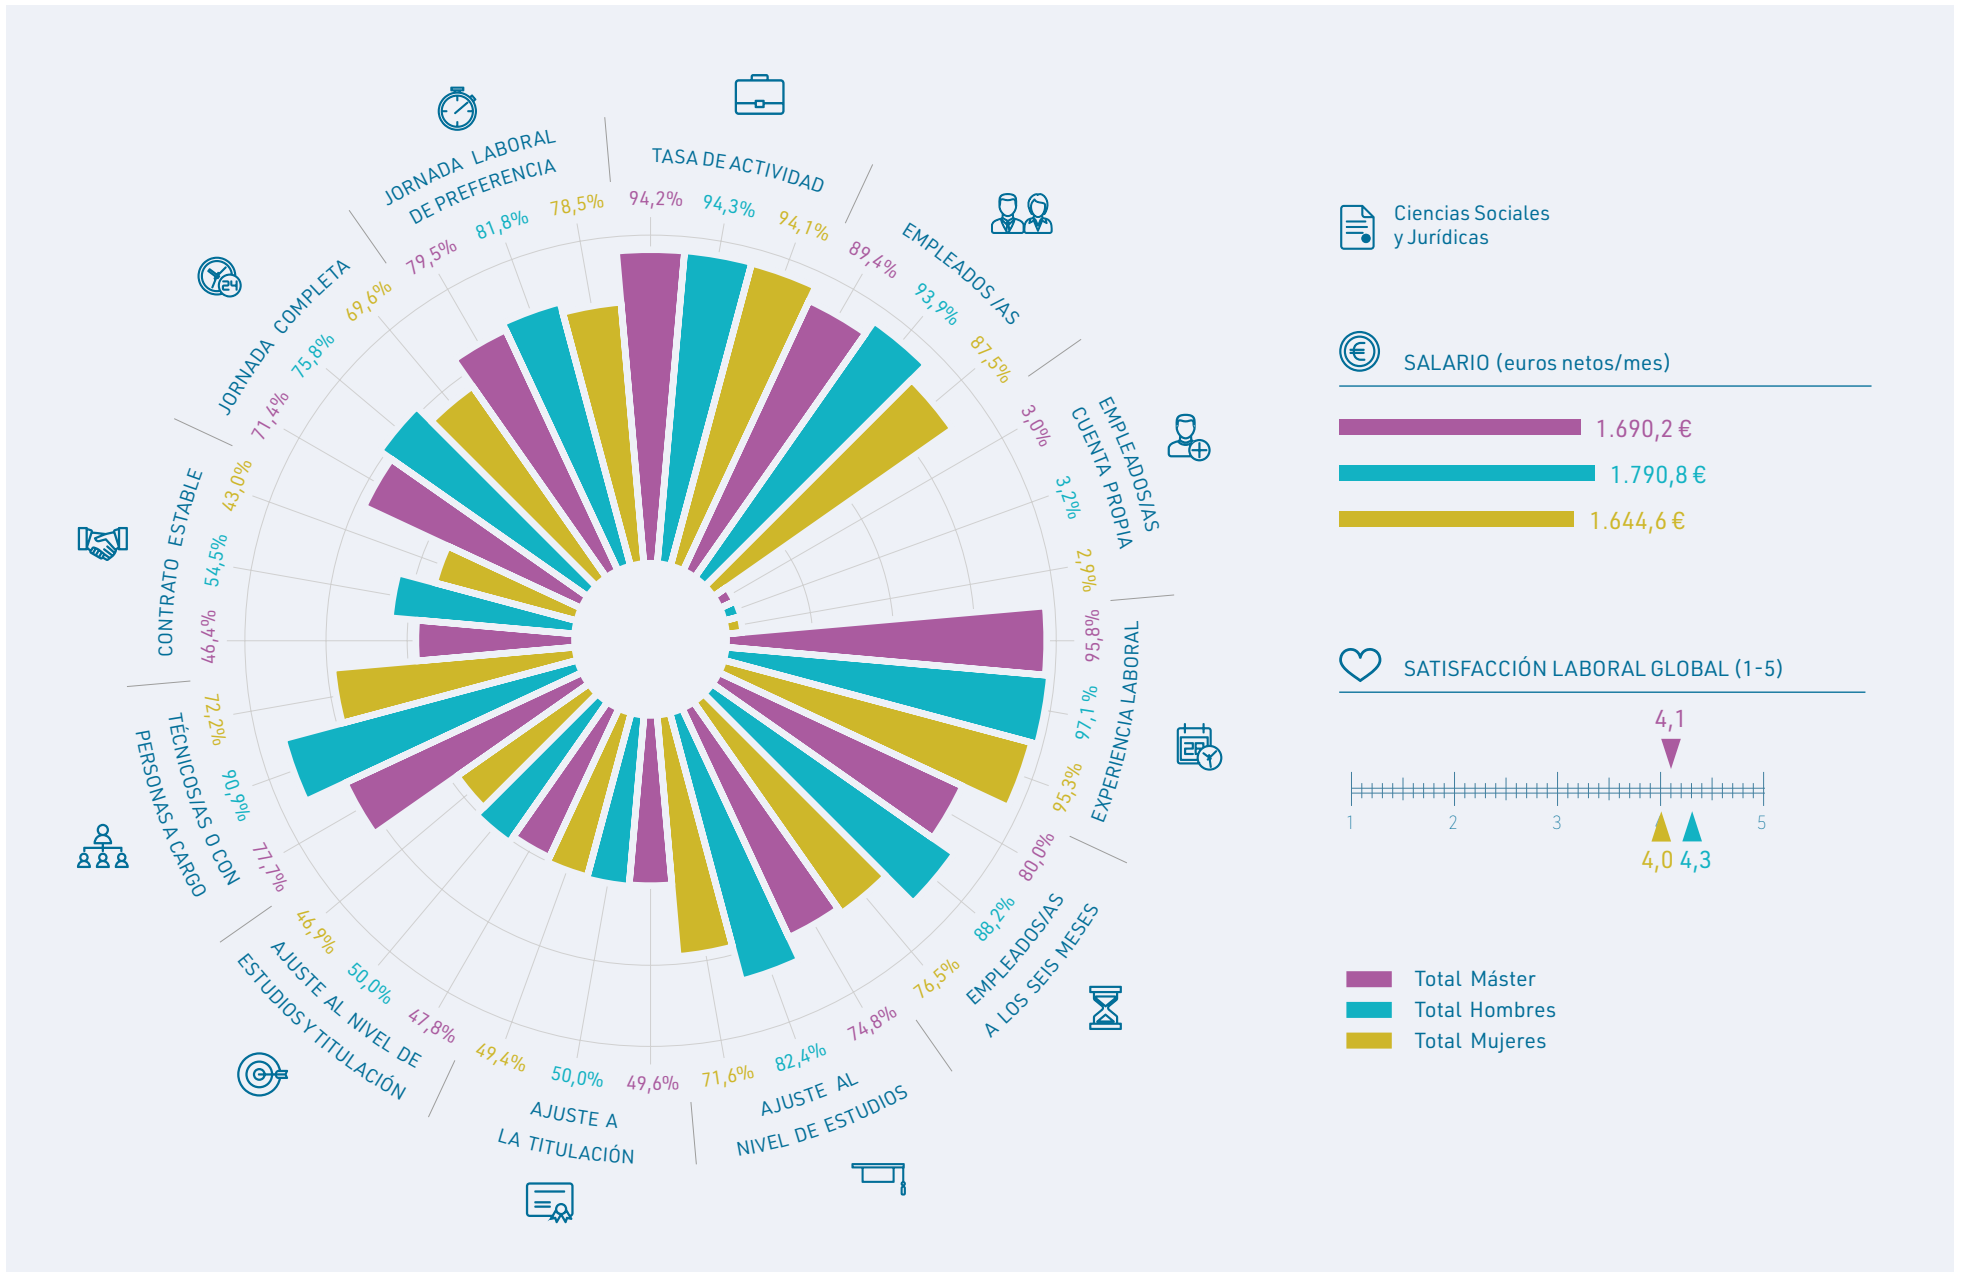 JORNADA LABORAL
DE PREFERENCIA
79,5%
81,8%
78,5%
TASA DE ACTIVIDAD
94,2%
94,3%
94,1%
EMPLEADOS /AS
89,4%
93,9%
87,5%
EMPLEADOS/AS
CUENTA PROPIA
3,0%
3,2%
2,9%
EXPERIENCIA LABORAL
95,8%
97,1%
95,3%
EMPLEADOS/AS
A LOS SEIS MESES
80,0%
88,2%
76,5%
AJUSTE AL
NIVEL DE ESTUDIOS
74,8%
82,4%
71,6%
AJUSTE A
LA TITULACIÓN
49,6%
50,0%
49,4%
AJUSTE AL NIVEL DE
ESTUDIOS Y TITULACIÓN
47,8%
50,0%
46,9%
TÉCNICOS/AS O CON
PERSONAS A CARGO
77,7%
90,9%
72,2%
CONTRATO ESTABLE
46,4%
54,5%
43,0%
JORNADA COMPLETA
71,4%
75,8%
69,6%
24
28
Ciencias Sociales
y Jurídicas
€
SALARIO (euros netos/mes)
1.690,2 €
1.790,8 €
1.644,6 €
SATISFACCIÓN LABORAL GLOBAL (1-5)
4,1
1 2 3 5
4,0 4,3
Total Máster
Total Hombres
Total Mujeres